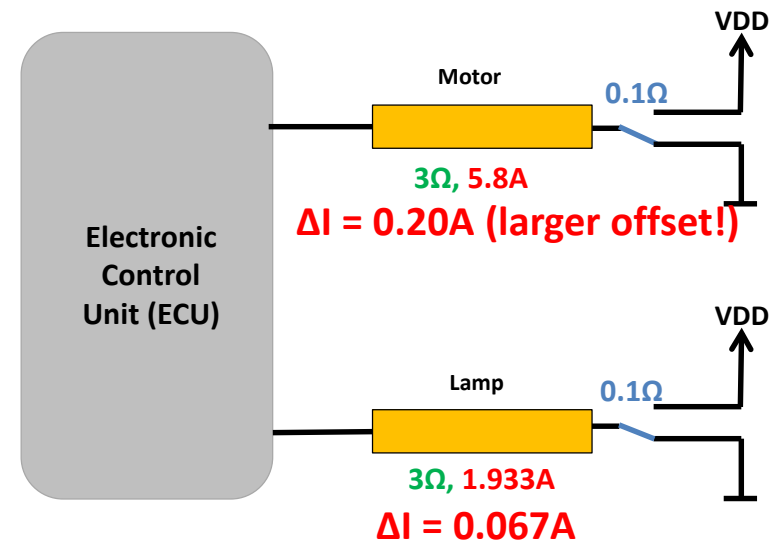 VDD
Motor
0.1Ω
3Ω, 5.8A
ΔI = 0.20A (larger offset!)
Electronic
Control
Unit (ECU)
VDD
Lamp
0.1Ω
3Ω, 1.933A
ΔI = 0.067A